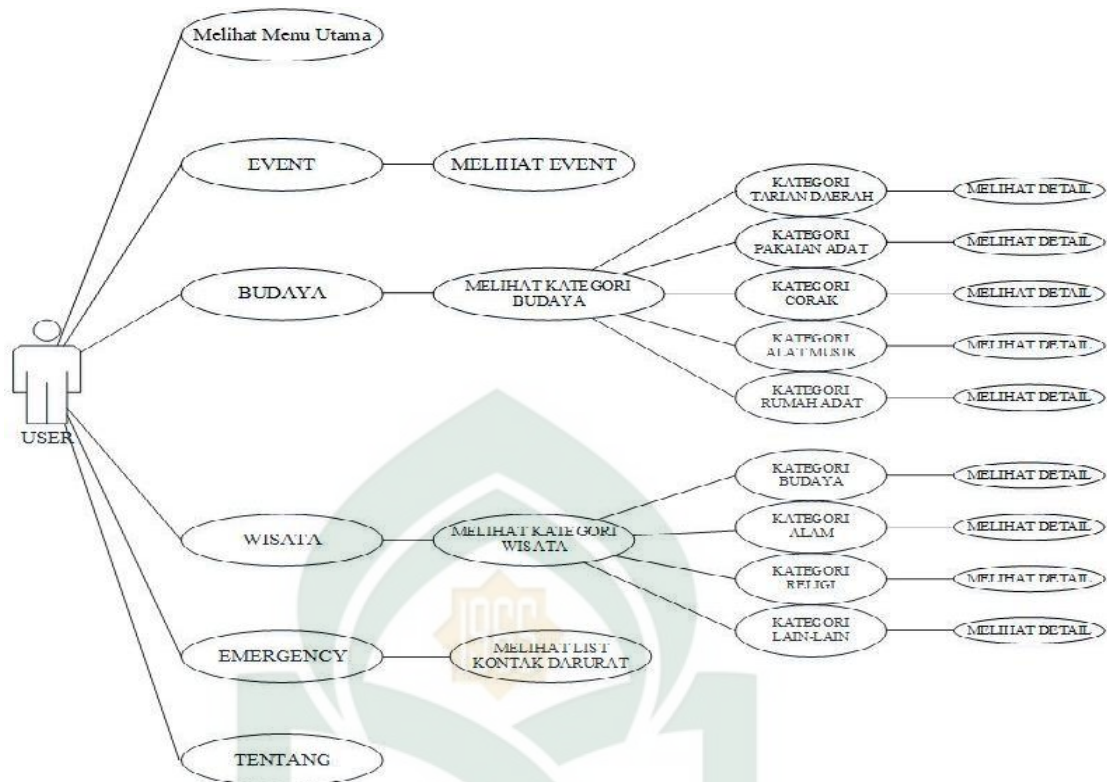 Melihat Menu Utama
EVENT
MELIHAT EVENT
KATEGORI
TARIAN DAERAH
MELIHAT DETAIL
KATEGORI
PAKAIAN ADAT
MELIHAT DETAIL
BUDAYA
MELIHAT KATEGORI
BUDAYA
KATEGORI
CORAK
MELIHAT DETAIL
KATEGORI
ALAT MUSIK
MELIHAT DETAIL
KATEGORI
RUMAH ADAT
MELIHAT DETAIL
USER
KATEGORI
BUDAYA
MELIHAT DETAIL
WISATA
MELIHAT KATEGORI
WISATA
KATEGORI
ALAM
MELIHAT DETAIL
KATEGORI
RELIGI
MELIHAT DETAIL
KATEGORI
LAIN-LAIN
MELIHAT DETAIL
EMERGENCY
MELIHAT LIST
KONTAK DARURAT
1965
TENTANG